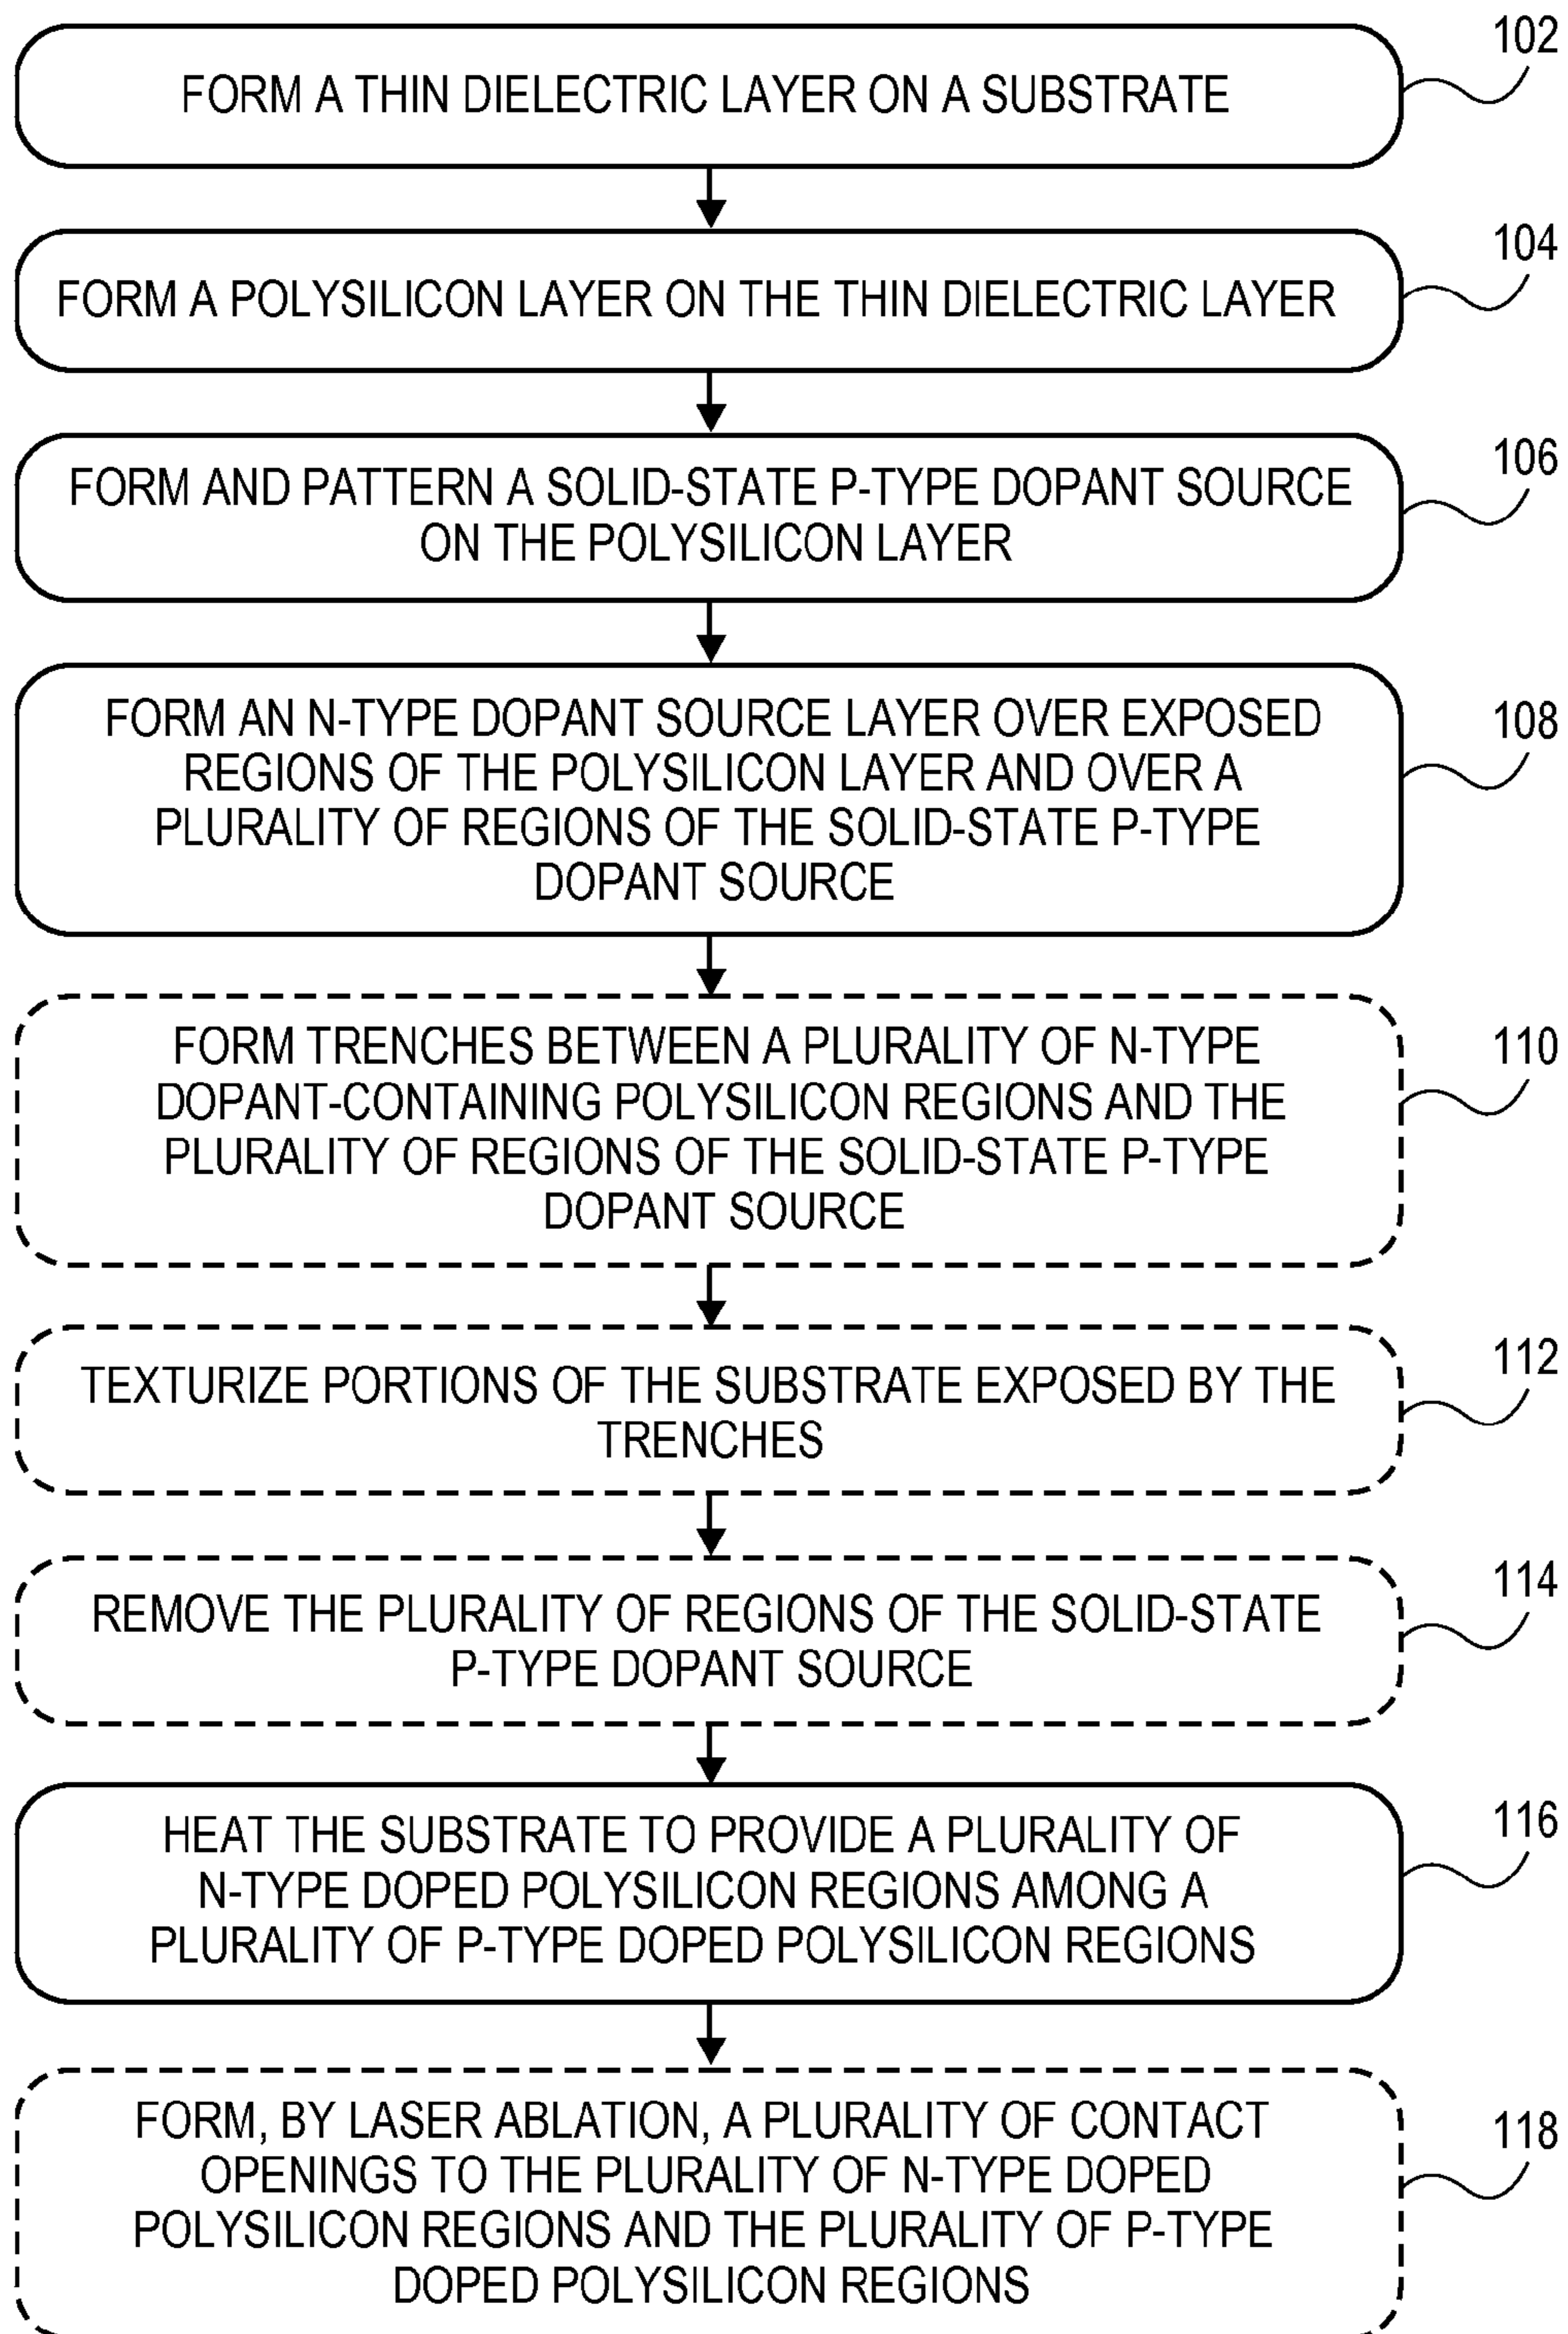 102
FORM A THIN DIELECTRIC LAYER ON A SUBSTRATE
104
FORM A POLYSILICON LAYER ON THE THIN DIELECTRIC LAYER
106
FORM AND PATTERN A SOLID-STATE P-TYPE DOPANT SOURCE
ON THE POLYSILICON LAYER
108
FORM AN N-TYPE DOPANT SOURCE LAYER OVER EXPOSED
REGIONS OF THE POLYSILICON LAYER AND OVER A
PLURALITY OF REGIONS OF THE SOLID-STATE P-TYPE
DOPANT SOURCE
110
FORM TRENCHES BETWEEN A PLURALITY OF N-TYPE
DOPANT-CONTAINING POLYSILICON REGIONS AND THE
PLURALITY OF REGIONS OF THE SOLID-STATE P-TYPE
DOPANT SOURCE
112
TEXTURIZE PORTIONS OF THE SUBSTRATE EXPOSED BY THE
TRENCHES
114
REMOVE THE PLURALITY OF REGIONS OF THE SOLID-STATE
P-TYPE DOPANT SOURCE
116
HEAT THE SUBSTRATE TO PROVIDE A PLURALITY OF
N-TYPE DOPED POLYSILICON REGIONS AMONG A
PLURALITY OF P-TYPE DOPED POLYSILICON REGIONS
118
FORM, BY LASER ABLATION, A PLURALITY OF CONTACT
OPENINGS TO THE PLURALITY OF N-TYPE DOPED
POLYSILICON REGIONS AND THE PLURALITY OF P-TYPE
DOPED POLYSILICON REGIONS